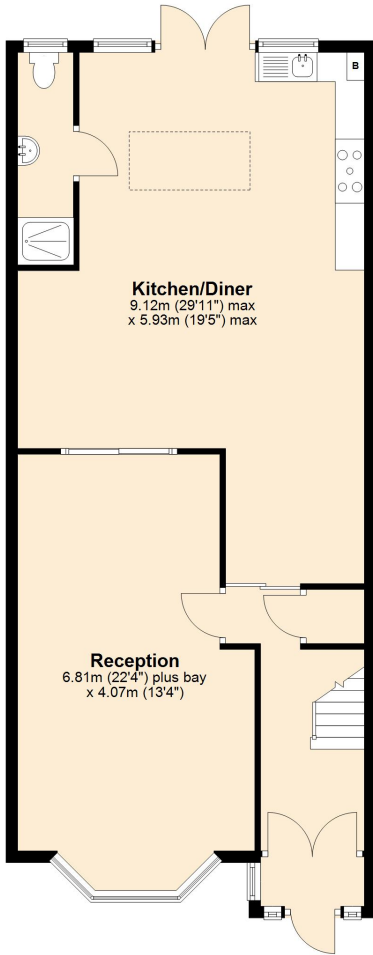 B
Kitchen/Diner
9.12m (29'11") max
x 5.93m (19'5") max
Reception
6.81m (22'4") plus bay
x 4.07m (13'4")